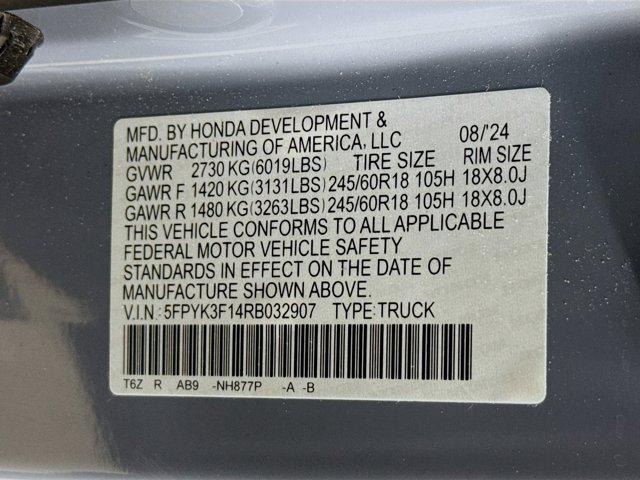 MFD. BY HONDA DEVELOPMENT &
MANUFACTURING OF AMERICA, LLC 08/'24
GVWR 2730 KG(6019LBS) TIRE SIZE RIM SIZE
GAWR F 1420 KG(3131LBS) 245/60R18 105H 18X8.0J
GAWR R 1480 KG(3263LBS) 245/60R18 105H 18X8.0J
THIS VEHICLE CONFORMS TO ALL APPLICABLE
FEDERAL MOTOR VEHICLE SAFETY
STANDARDS IN EFFECT ON THE DATE OF
MANUFACTURE SHOWN ABOVE.
V.I.N: 5FPYK3F14RB032907 TYPE:TRUCK
T6Z R AB9 -NH877P -A -B